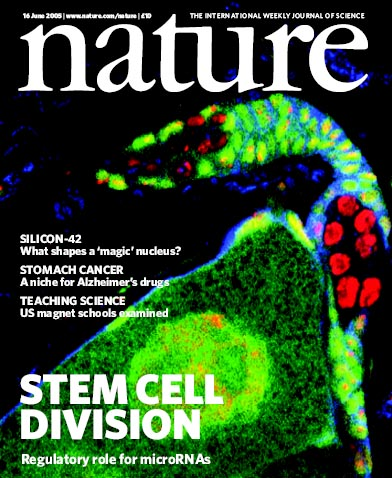 16 June 2005 | www.nature.com/nature | £10 THE INTERNATIONAL WEEKLY JOURNAL OF SCIENCE
nature
SILICON-42
What shapes a 'magic' nucleus?
STOMACH CANCER
A niche for Alzheimer's drugs
TEACHING SCIENCE
US magnet schools examined
STEM CELL
DIVISION
Regulatory role for microRNAs